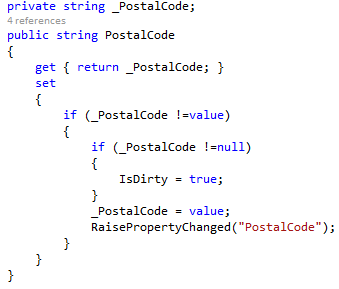 private string _PostalCode;
4 references
public string PostalCode
{
    get { return _PostalCode; }
    set
    {
        if (_PostalCode !=value)
        {
            if (_PostalCode !=null)
            {
                IsDirty = true;
            }
            _PostalCode = value;
            RaisePropertyChanged("PostalCode");
        }
    }
}